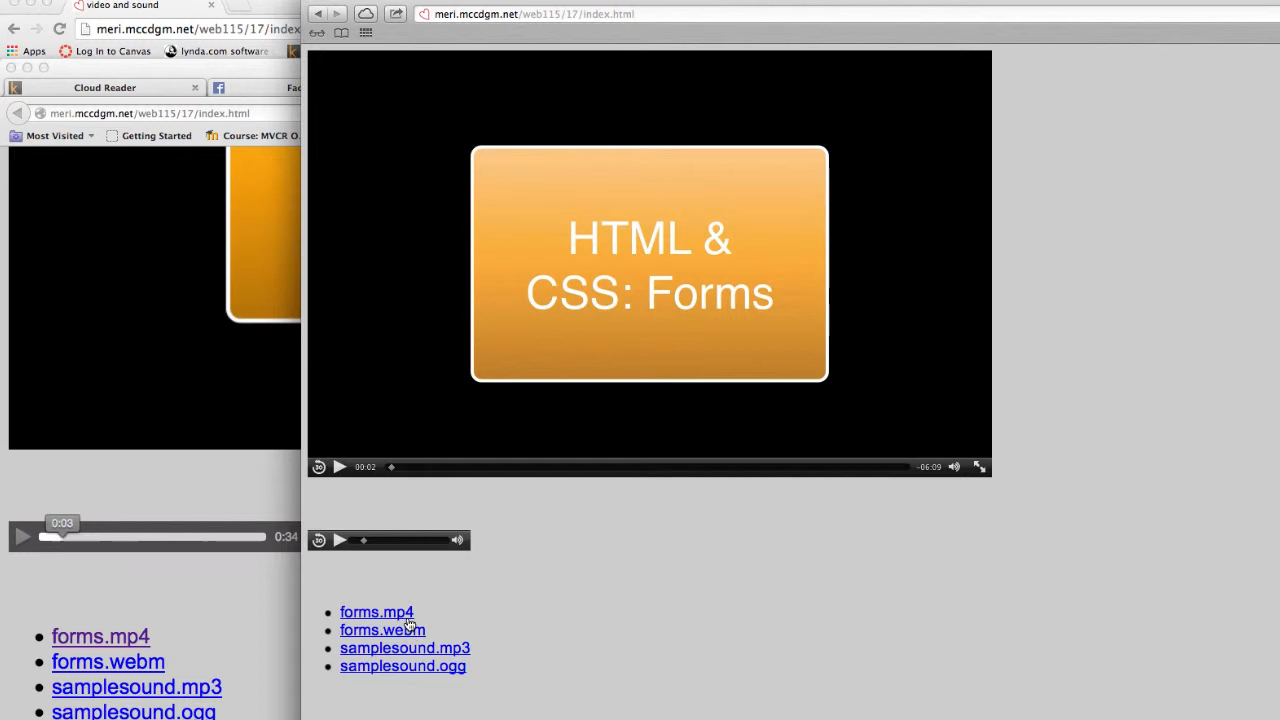 video and sound
meri.mccdgm.net/web115/17/index
Apps
Log In to Canvas
lynda.com software
Cloud Reader
Fac
meri.mccdgm.net/web115/17/index.html
Most Visited
Getting Started
Course: MVCR O
0:03
0:34
forms.mp4
forms.webm
samplesound.mp3
samplesound.ogg
meri.mccdgm.net/web115/17/index.html
HTML &
CSS: Forms
30
00:02
-06:09
30
forms.mp4
forms.webm
samplesound.mp3
samplesound.ogg